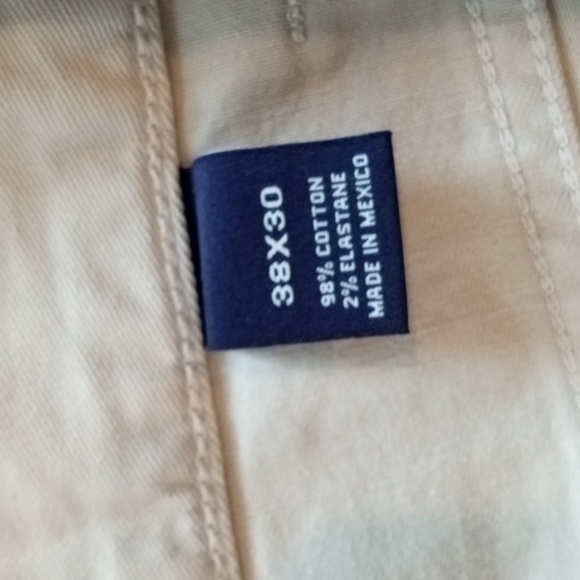 38X30
98% COTTON
2% ELASTANE
MADE IN MEXICO